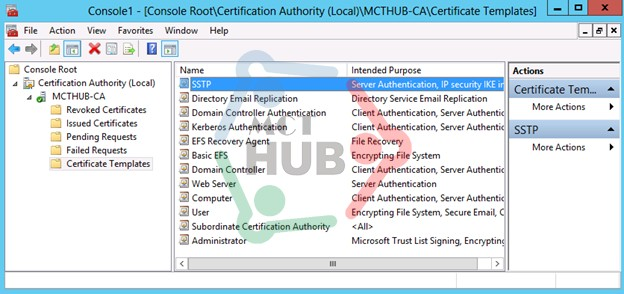 Console1 - [Console Root\Certification Authority (Local)\MCTHUB-CA\Certificate Templates]
File Action View Favorites Window Help
Console Root
Certification Authority (Local)
MCTHUB-CA
Revoked Certificates
Issued Certificates
Pending Requests
Failed Requests
Certificate Templates
Name Intended Purpose
SSTP Server Authentication, IP security IKE in
Directory Email Replication Directory Service Email Replication
Domain Controller Authentication Client Authentication, Server Authentic
Kerberos Authentication Client Authentication, Server Authentic
EFS Recovery Agent File Recovery
Basic EFS Encrypting File System
Domain Controller Client Authentication, Server Authentic
Web Server Server Authentication
Computer Client Authentication, Server Authentic
User Encrypting File System, Secure Email, C
Subordinate Certification Authority <All>
Administrator Microsoft Trust List Signing, Encrypting
Actions
Certificate Tem...
More Actions
SSTP
More Actions
MCT
HUB